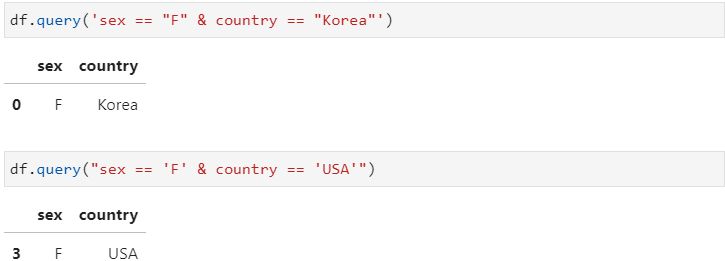 df.query('sex == "F" & country == "Korea"')
sex country
0 F Korea
df.query("sex == 'F' & country == 'USA'")
sex country
3 F USA